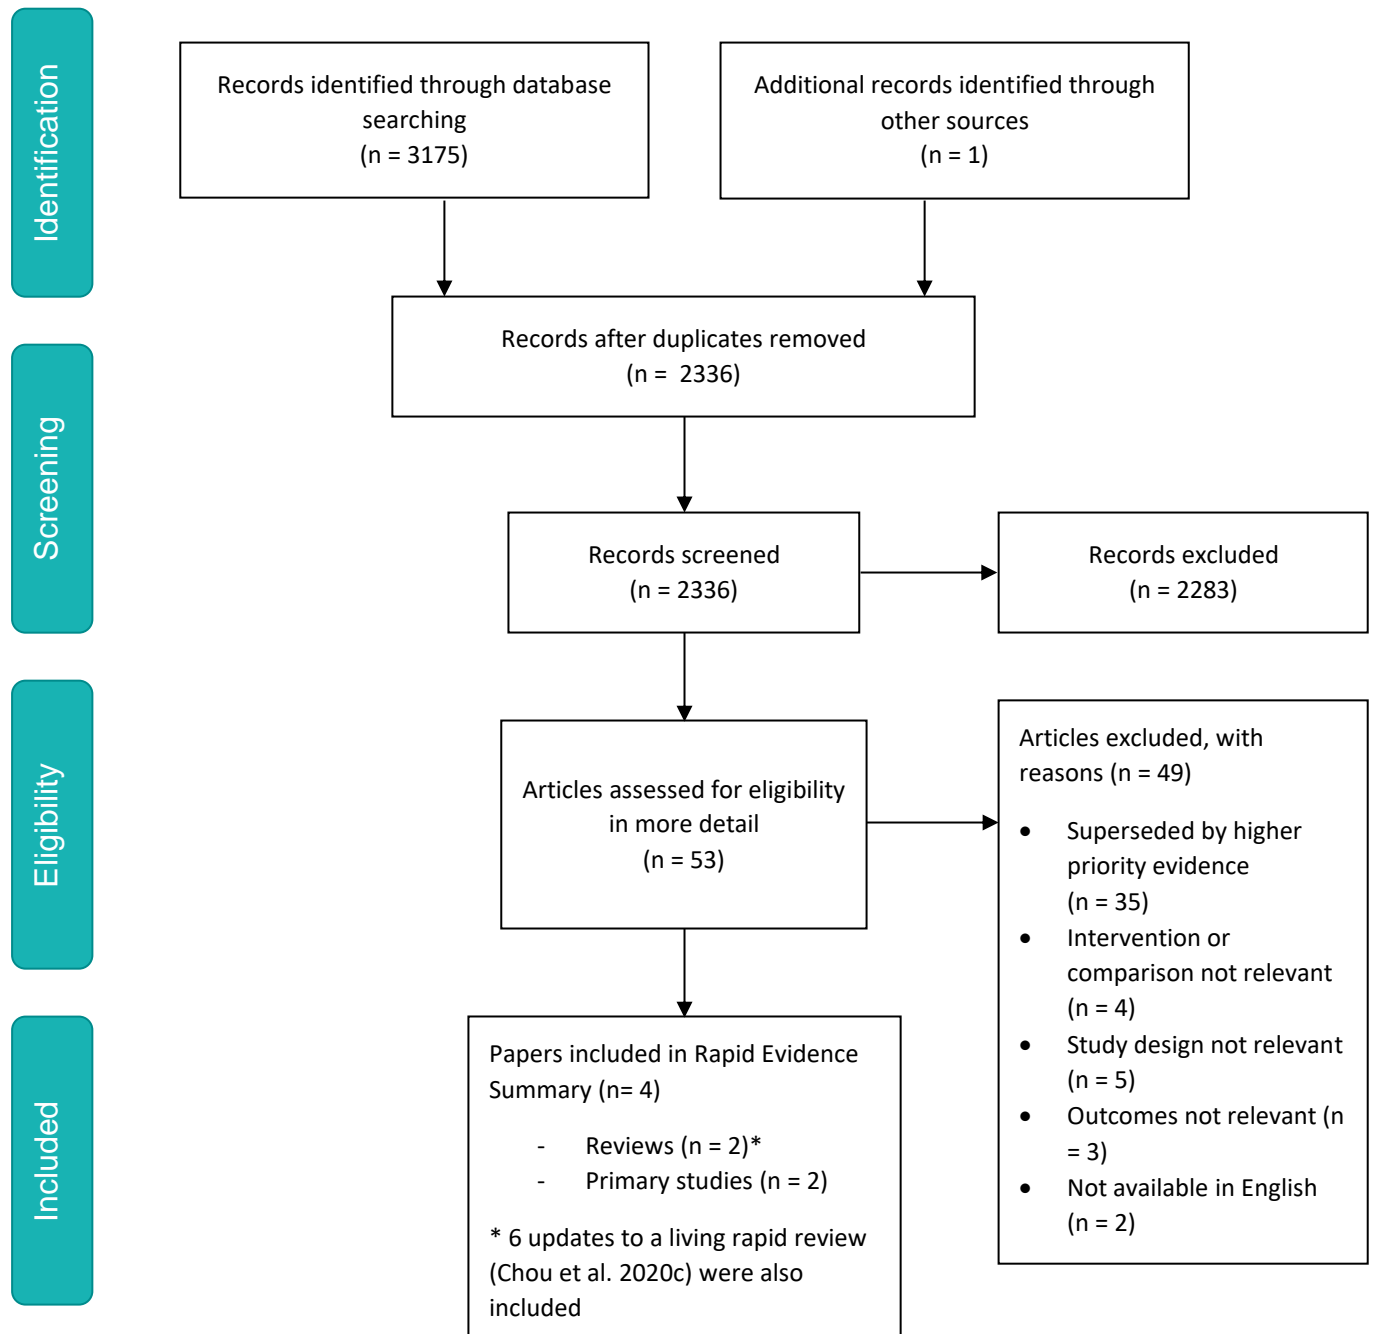 Identification
Records identified through database
searching
(n = 3175)
Additional records identified through
other sources
(n = 1)
Records after duplicates removed
(n =  2336)
Screening
Records screened
(n = 2336)
Records excluded
(n = 2283)
Eligibility
Articles assessed for eligibility
in more detail
(n = 53)
Articles excluded, with
reasons (n = 49)
• Superseded by higher
priority evidence
(n = 35)
• Intervention or
comparison not relevant
(n = 4)
• Study design not relevant
(n = 5)
• Outcomes not relevant (n
= 3)
• Not available in English
(n = 2)
Included
Papers included in Rapid Evidence
Summary (n= 4)
- Reviews (n = 2)*
- Primary studies (n = 2)
* 6 updates to a living rapid review
(Chou et al. 2020c) were also
included